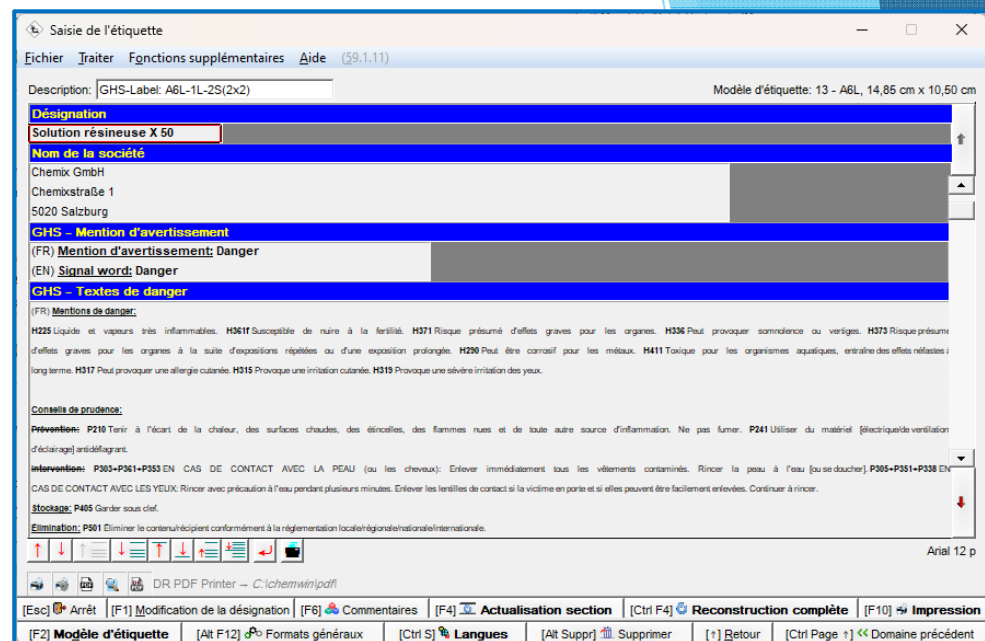 Saisie de l'étiquette
Fichier Traiter Fonctions supplémentaires Aide (59.1.11)
Description: GHS-Label: A6L-1L-2S(2x2) Modèle d'étiquette: 13 - A6L, 14,85 cm x 10,50 cm
Désignation
Solution résineuse X 50
Nom de la société
Chemix GmbH
Chemixstraße 1
5020 Salzburg
GHS – Mention d'avertissement
(FR) Mention d'avertissement: Danger
(EN) Signal word: Danger
GHS – Textes de danger
(FR) Mentions de danger:
H225 Liquide et vapeurs très inflammables. H361f Susceptible de nuire à la fertilité. H371 Risque présumé d'effets graves pour les organes. H336 Peut provoquer somnolence ou vertiges. H373 Risque présumé
d'effets graves pour les organes à la suite d'expositions répétées ou d'une exposition prolongée. H290 Peut être corrosif pour les métaux. H411 Toxique pour les organismes aquatiques, entraîne des effets néfastes à
long terme. H317 Peut provoquer une allergie cutanée. H315 Provoque une irritation cutanée. H319 Provoque une sévère irritation des yeux.
Conseils de prudence:
Prévention: P210 Tenir à l'écart de la chaleur, des surfaces chaudes, des étincelles, des flammes nues et de toute autre source d'inflammation. Ne pas fumer. P241 Utiliser du matériel [électrique/de ventilation/
d'éclairage] antidéflagrant.
Intervention: P303+P361+P353 EN CAS DE CONTACT AVEC LA PEAU (ou les cheveux): Enlever immédiatement tous les vêtements contaminés. Rincer la peau à l'eau [ou se doucher]. P305+P351+P338 EN
CAS DE CONTACT AVEC LES YEUX: Rincer avec précaution à l'eau pendant plusieurs minutes. Enlever les lentilles de contact si la victime en porte et si elles peuvent être facilement enlevées. Continuer à rincer.
Stockage: P405 Garder sous clef.
Élimination: P501 Éliminer le contenu/récipient conformément à la réglementation locale/régionale/nationale/internationale.
Arial 12 p
DR PDF Printer → C:\chemwin\pdf\
[Esc] Arrêt [F1] Modification de la désignation [F6] Commentaires [F4] Actualisation section [Ctrl F4] Reconstruction complète [F10] Impression
[F2] Modèle d'étiquette [Alt F12] Formats généraux [Ctrl S] Langues [Alt Suppr] Supprimer [↑] Retour [Ctrl Page ↑] Domaine précédent